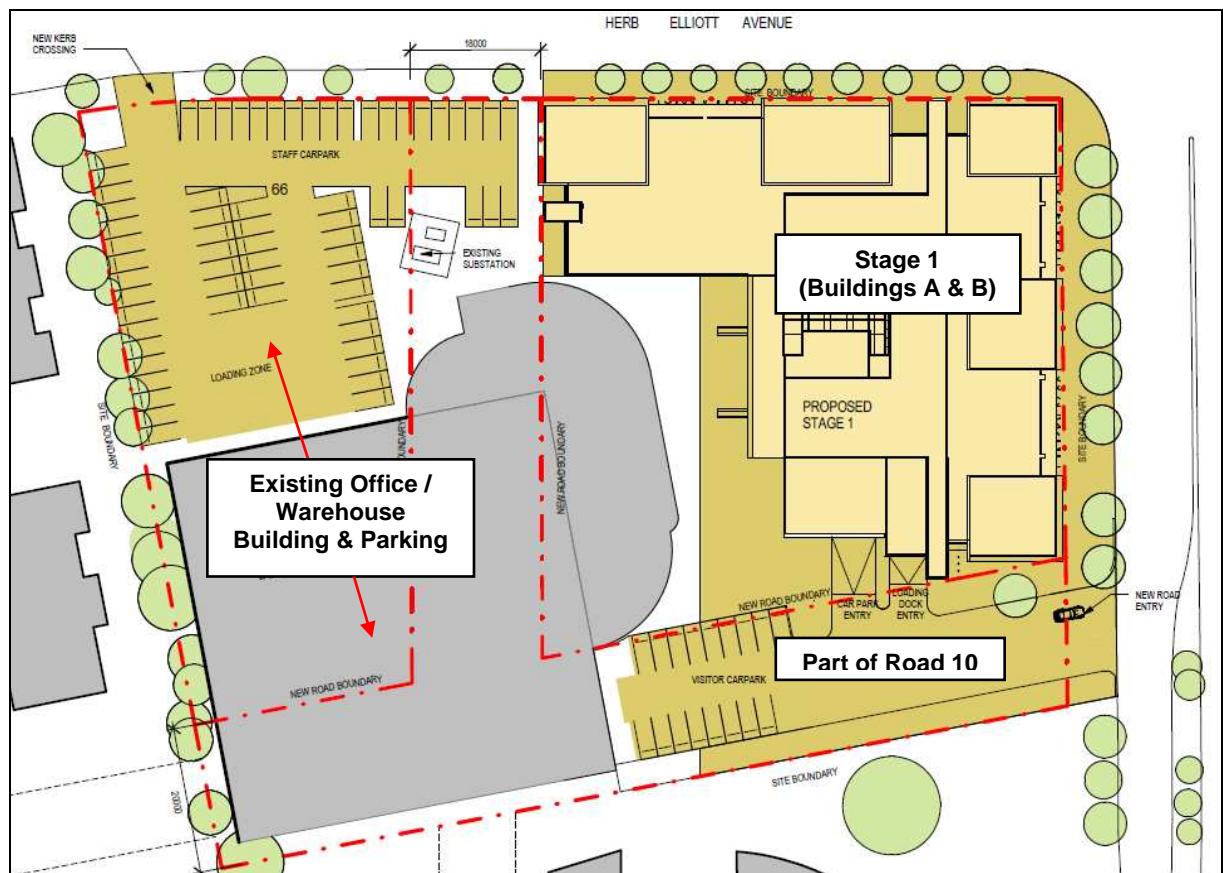 HERB ELLIOTT AVENUE
NEW KERB
CROSSING
18000
SITE BOUNDARY
STAFF CARPARK
66
EXISTING
SUBSTATION
Stage 1
(Buildings A & B)
LOADING ZONE
PROPOSED
STAGE 1
SITE BOUNDARY
SITE BOUNDARY
BOUNDARY
NEW ROAD BOUNDARY
Existing Office /
Warehouse
Building & Parking
NEW ROAD BOUNDARY
CAR PARK
ENTRY
LOADING
DOCK
ENTRY
NEW ROAD
ENTRY
Part of Road 10
VISITOR CARPARK
NEW ROAD BOUNDARY
SITE BOUNDARY
20000